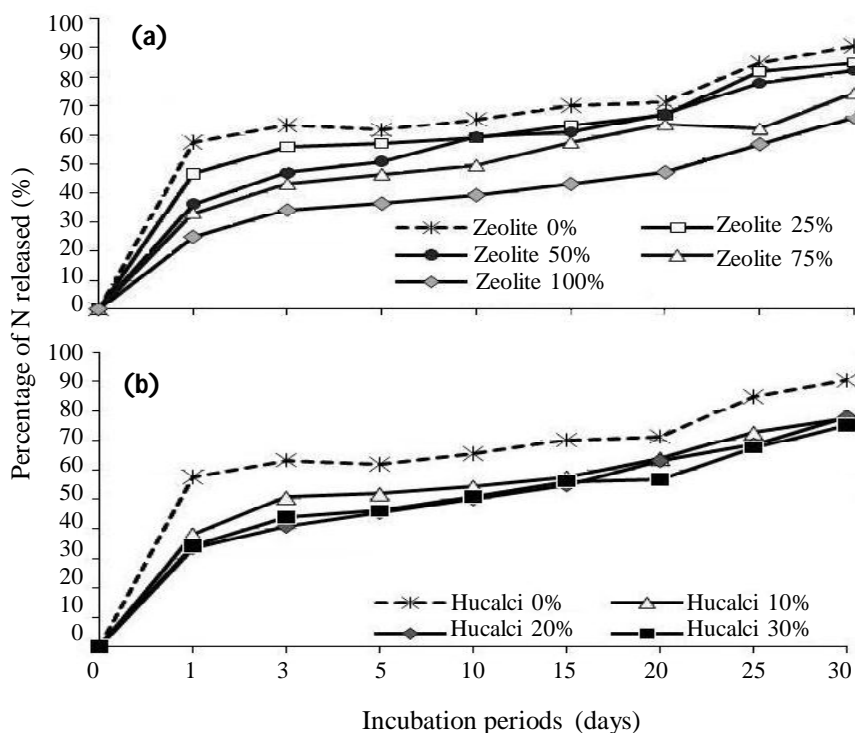 Percentage of N released (%)
(a)
100
90
80
70
60
50
40
30
20
10
0
Zeolite 0%
Zeolite 25%
Zeolite 50%
Zeolite 75%
Zeolite 100%
(b)
100
90
80
70
60
50
40
30
20
10
0
Hucalci 0%
Hucalci 10%
Hucalci 20%
Hucalci 30%
0 1 3 5 10 15 20 25 30
Incubation periods (days)